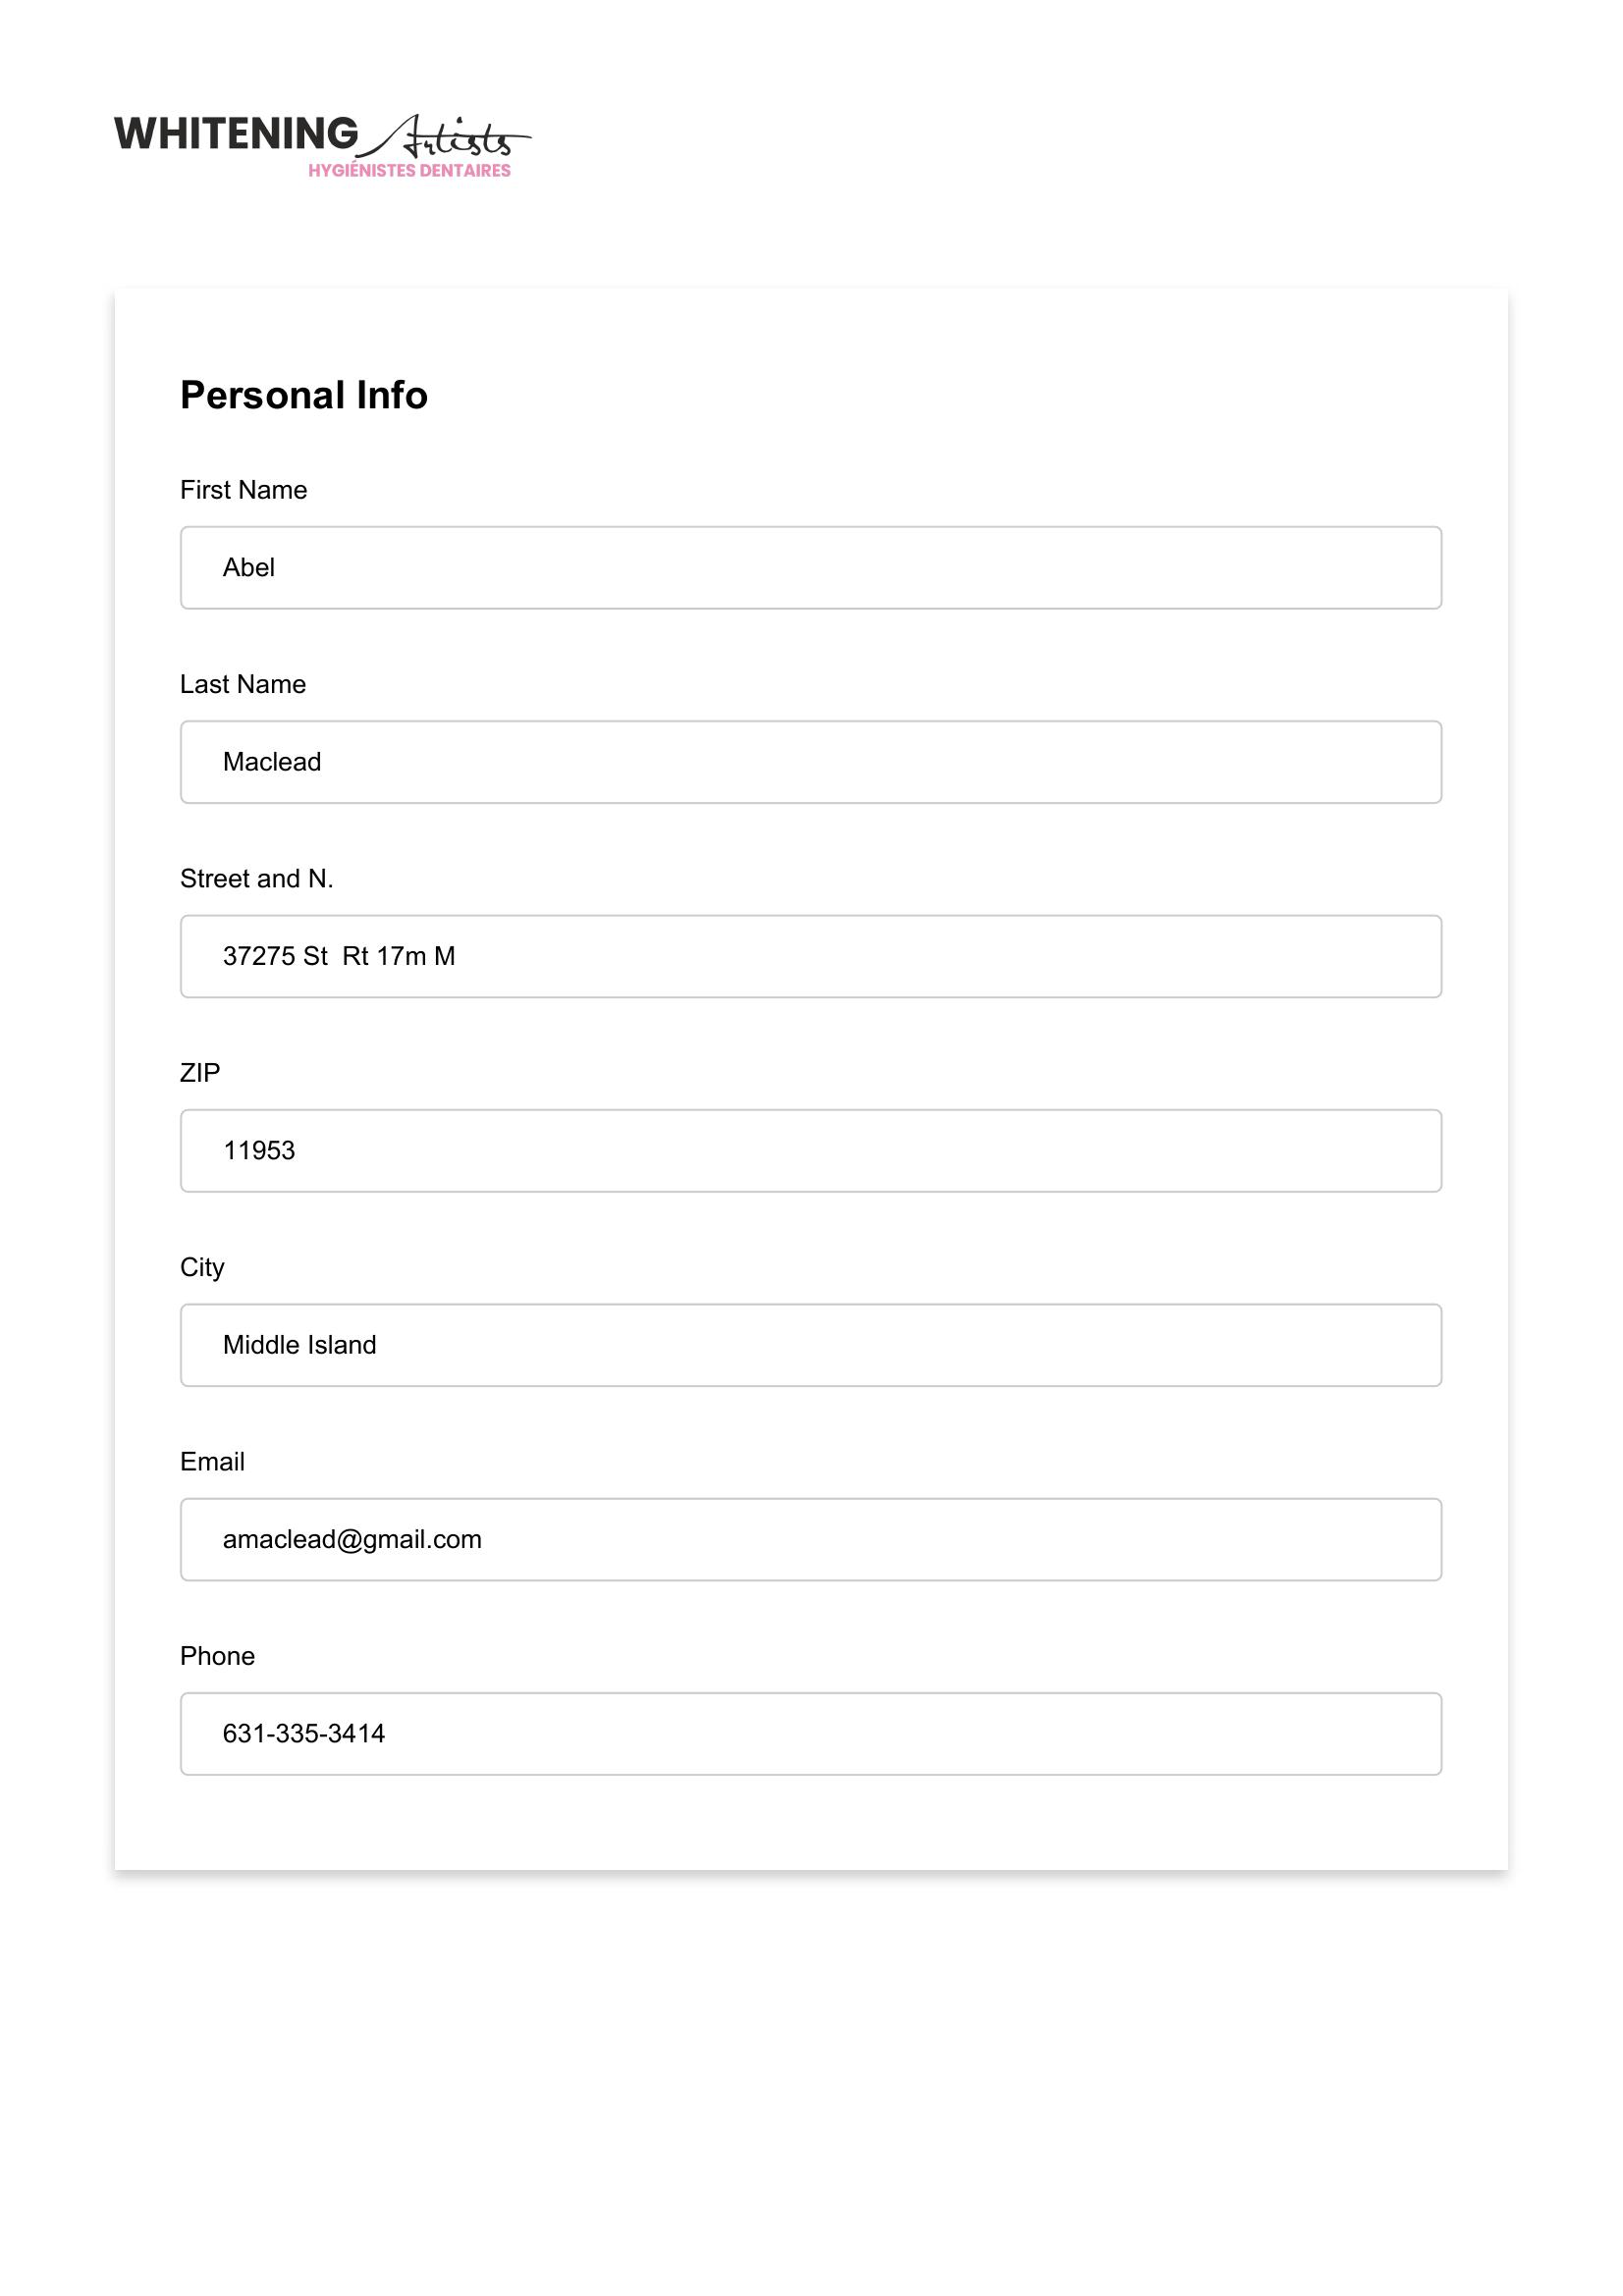 WHITENING Artists
HYGIÉNISTES DENTAIRES
Personal Info
First Name
Abel
Last Name
Maclead
Street and N.
37275 St  Rt 17m M
ZIP
11953
City
Middle Island
Email
amaclead@gmail.com
Phone
631-335-3414